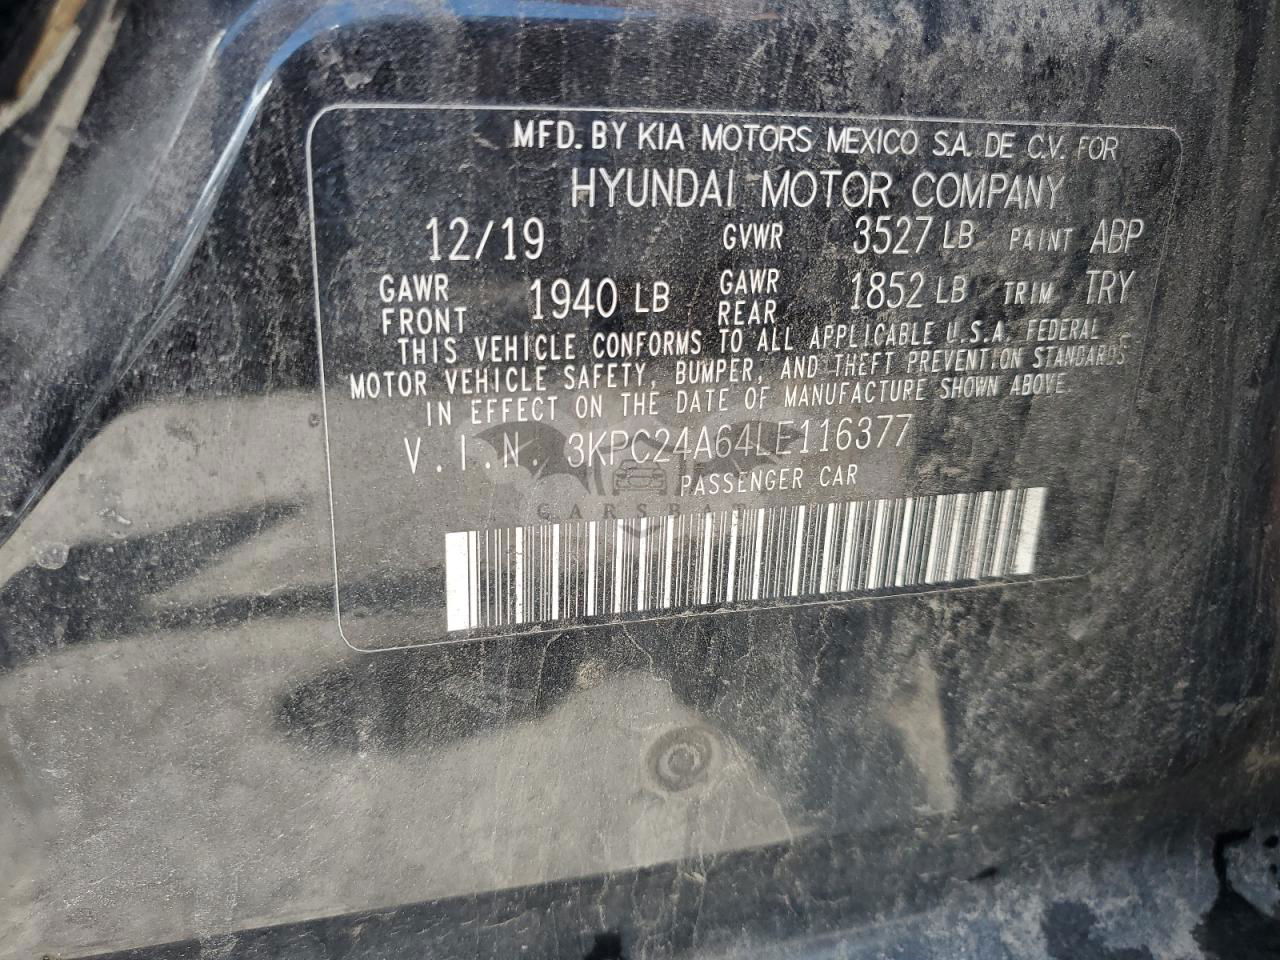 MFD. BY KIA MOTORS MEXICO S.A. DE C.V. FOR
HYUNDAI MOTOR COMPANY
12/19 GVWR 3527 LB PAINT ABP
GAWR FRONT 1940 LB GAWR REAR 1852 LB TRIM TRY
THIS VEHICLE CONFORMS TO ALL APPLICABLE U.S.A. FEDERAL
MOTOR VEHICLE SAFETY, BUMPER, AND THEFT PREVENTION STANDARDS
IN EFFECT ON THE DATE OF MANUFACTURE SHOWN ABOVE
V.I.N. 3KPC24A64LE116377
PASSENGER CAR
CARSBAT